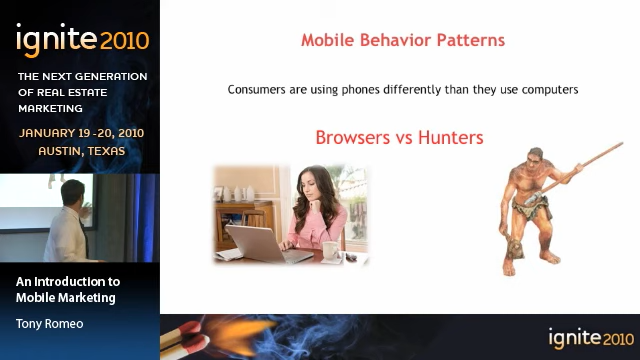 ignite2010
THE NEXT GENERATION
OF REAL ESTATE
MARKETING
JANUARY 19-20, 2010
AUSTIN, TEXAS
An Introduction to
Mobile Marketing
Tony Romeo
Mobile Behavior Patterns
Consumers are using phones differently than they use computers
Browsers vs Hunters
ignite2010